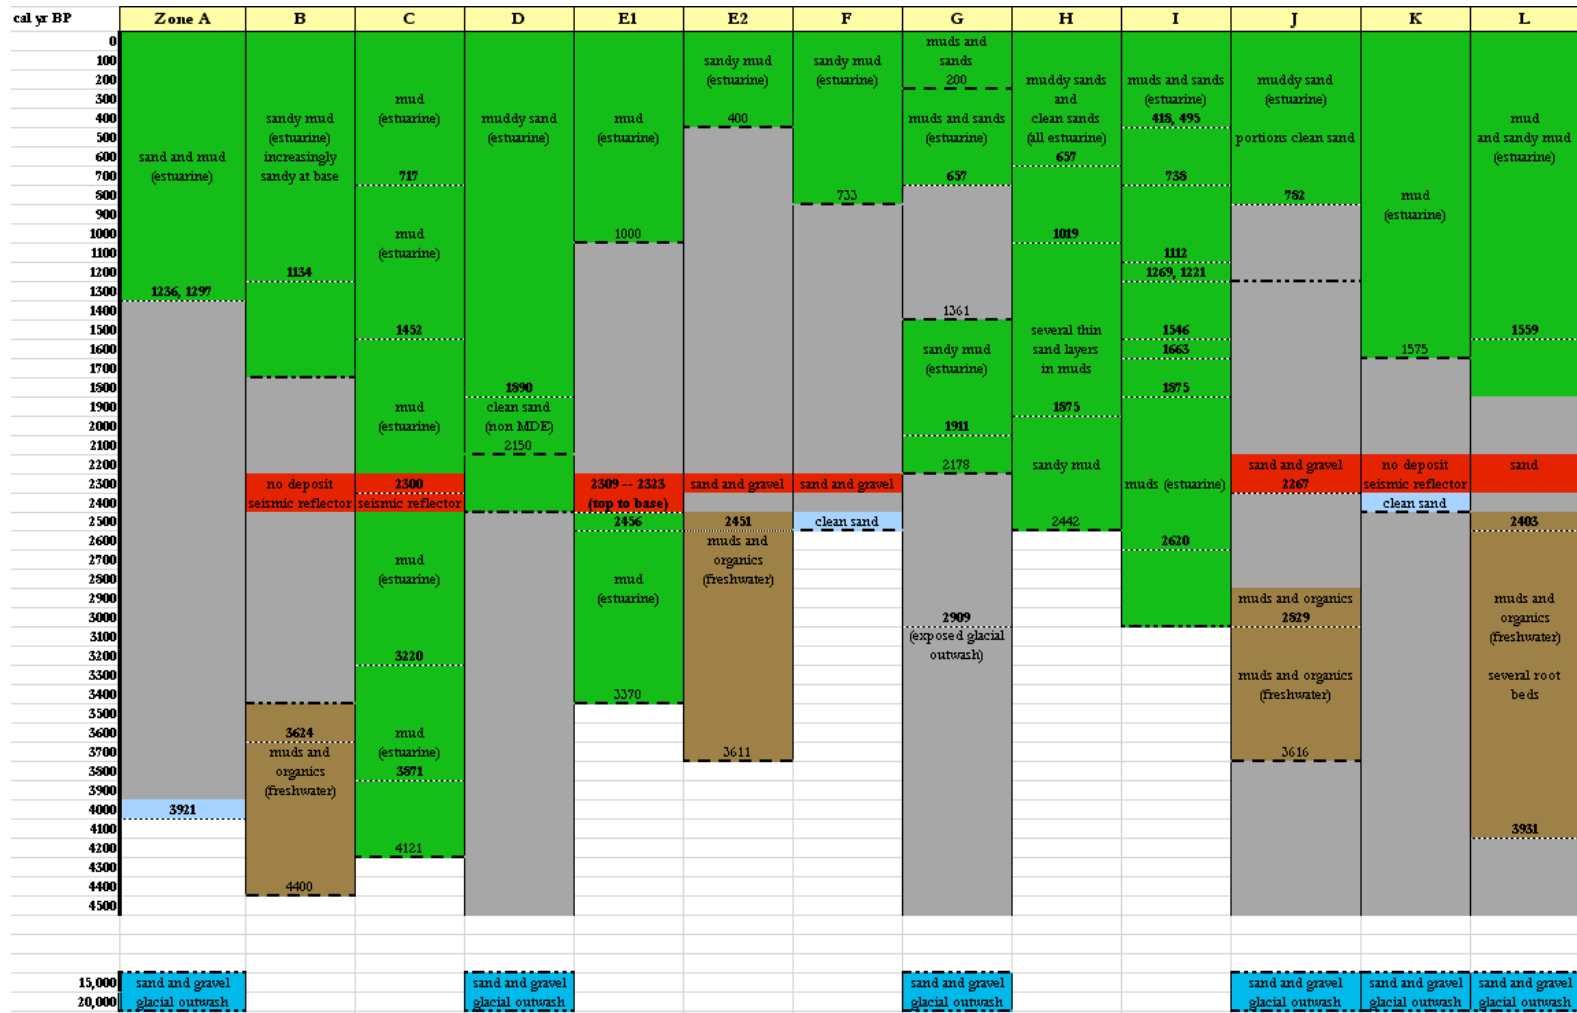 cal yr BP Zone A B C D E1 E2 F G H I J K L
0 muds and
100 sandy mud sandy mud sands
200 (estuarine) (estuarine) 200 muddy sands muds and sands muddy sand
300 mud and (estuarine) (estuarine)
400 sandy mud (estuarine) muddy sand mud 400 muds and sands clean sands 418, 495 mud
500 (estuarine) (estuarine) (estuarine) (estuarine) (all estuarine) portions clean sand and sandy mud
600 sand and mud increasingly 657 (estuarine)
700 (estuarine) sandy at base 717 657 738
800 733 782 mud
900 (estuarine)
1000 mud 1000 1019
1100 (estuarine) 1112
1200 1134 1269, 1221
1300 1236, 1297
1400 1361
1500 1452 several thin 1546 1559
1600 sandy mud sand layers 1663 1575
1700 (estuarine) in muds
1800 1890 1875
1900 mud clean sand 1875
2000 (estuarine) (non MDE) 1911
2100 2150
2200 2178 sandy mud sand and gravel no deposit sand
2300 no deposit 2300 2309 -- 2323 sand and gravel sand and gravel muds (estuarine) 2267 seismic reflector
2400 seismic reflector seismic reflector (top to base) clean sand
2500 2456 2451 clean sand 2442 2403
2600 muds and 2620
2700 mud organics
2800 (estuarine) mud (freshwater)
2900 (estuarine) muds and organics muds and
3000 2909 2829 organics
3100 (exposed glacial (freshwater)
3200 3220 outwash)
3300 muds and organics several root
3400 3370 (freshwater) beds
3500
3600 3624 mud
3700 muds and (estuarine) 3611 3616
3800 organics 3871
3900 (freshwater)
4000 3921
4100 3931
4200 4121
4300
4400 4400
4500
15,000 sand and gravel sand and gravel sand and gravel sand and gravel sand and gravel sand and gravel
20,000 glacial outwash glacial outwash glacial outwash glacial outwash glacial outwash glacial outwash